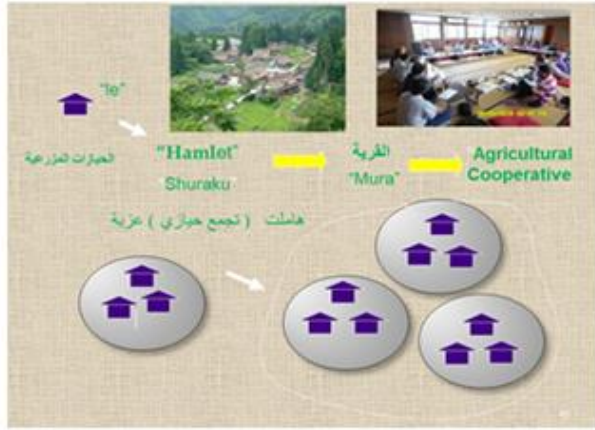 "Ie"
الحيازات المزرعية
"Hamlet"
"Shuraku"
القرية
"Mura"
Agricultural
Cooperative
هاملت ( تجمع حيازي ) عزبة